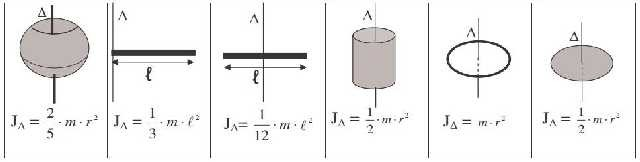 Δ
J_Δ = 2/5 · m · r²
Δ
ℓ
J_Δ = 1/3 · m · ℓ²
Δ
ℓ
J_Δ = 1/12 · m · ℓ²
Δ
J_Δ = 1/2 · m · r²
Δ
J_Δ = m · r²
Δ
J_Δ = 1/2 · m · r²